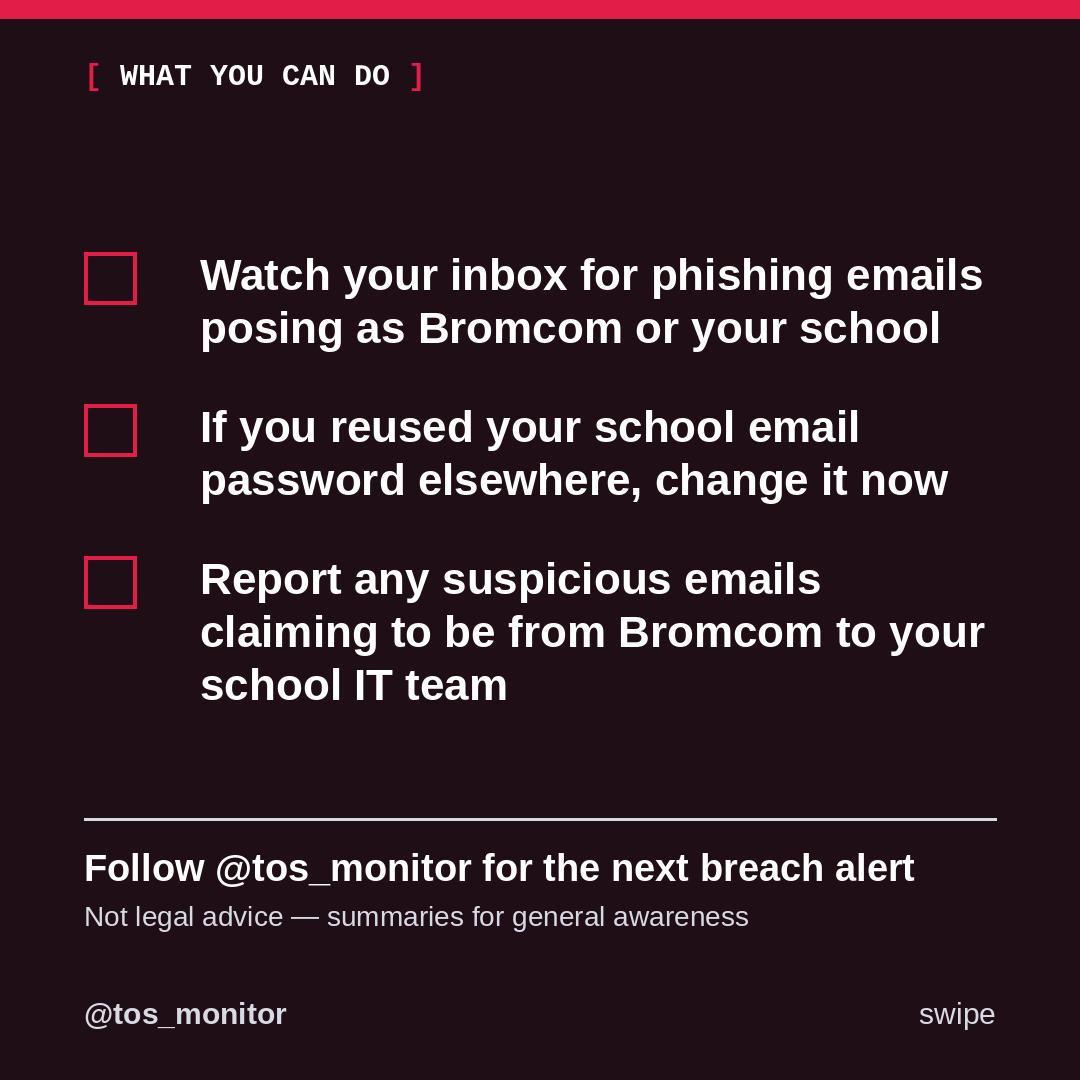 [ WHAT YOU CAN DO ]
Watch your inbox for phishing emails
posing as Bromcom or your school
If you reused your school email
password elsewhere, change it now
Report any suspicious emails
claiming to be from Bromcom to your
school IT team
Follow @tos_monitor for the next breach alert
Not legal advice — summaries for general awareness
@tos_monitor
swipe